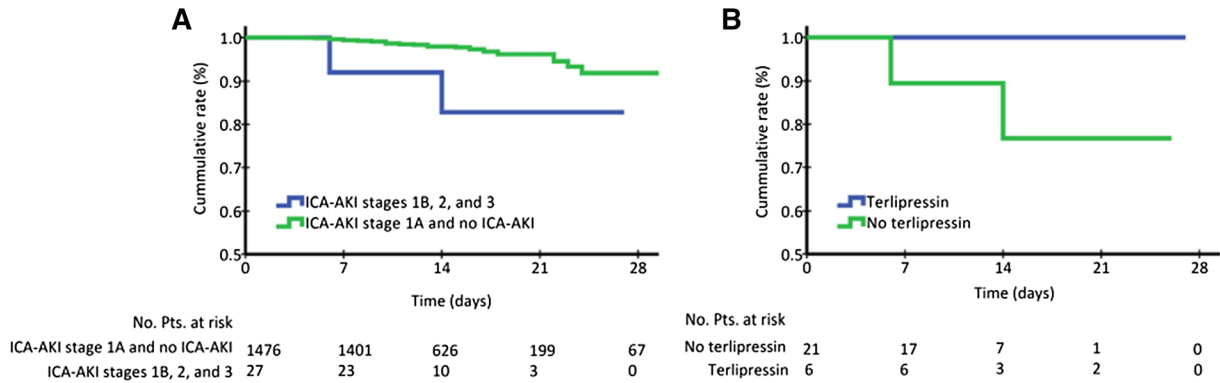 A
Cummulative rate (%)
1.0
0.9
0.8
0.7
0.6
0.5
ICA-AKI stages 1B, 2, and 3
ICA-AKI stage 1A and no ICA-AKI
0 7 14 21 28
Time (days)
No. Pts. at risk
ICA-AKI stage 1A and no ICA-AKI 1476 1401 626 199 67
ICA-AKI stages 1B, 2, and 3 27 23 10 3 0
B
Cummulative rate (%)
1.0
0.9
0.8
0.7
0.6
0.5
Terlipressin
No terlipressin
0 7 14 21 28
Time (days)
No. Pts. at risk
No terlipressin 21 17 7 1 0
Terlipressin 6 6 3 2 0